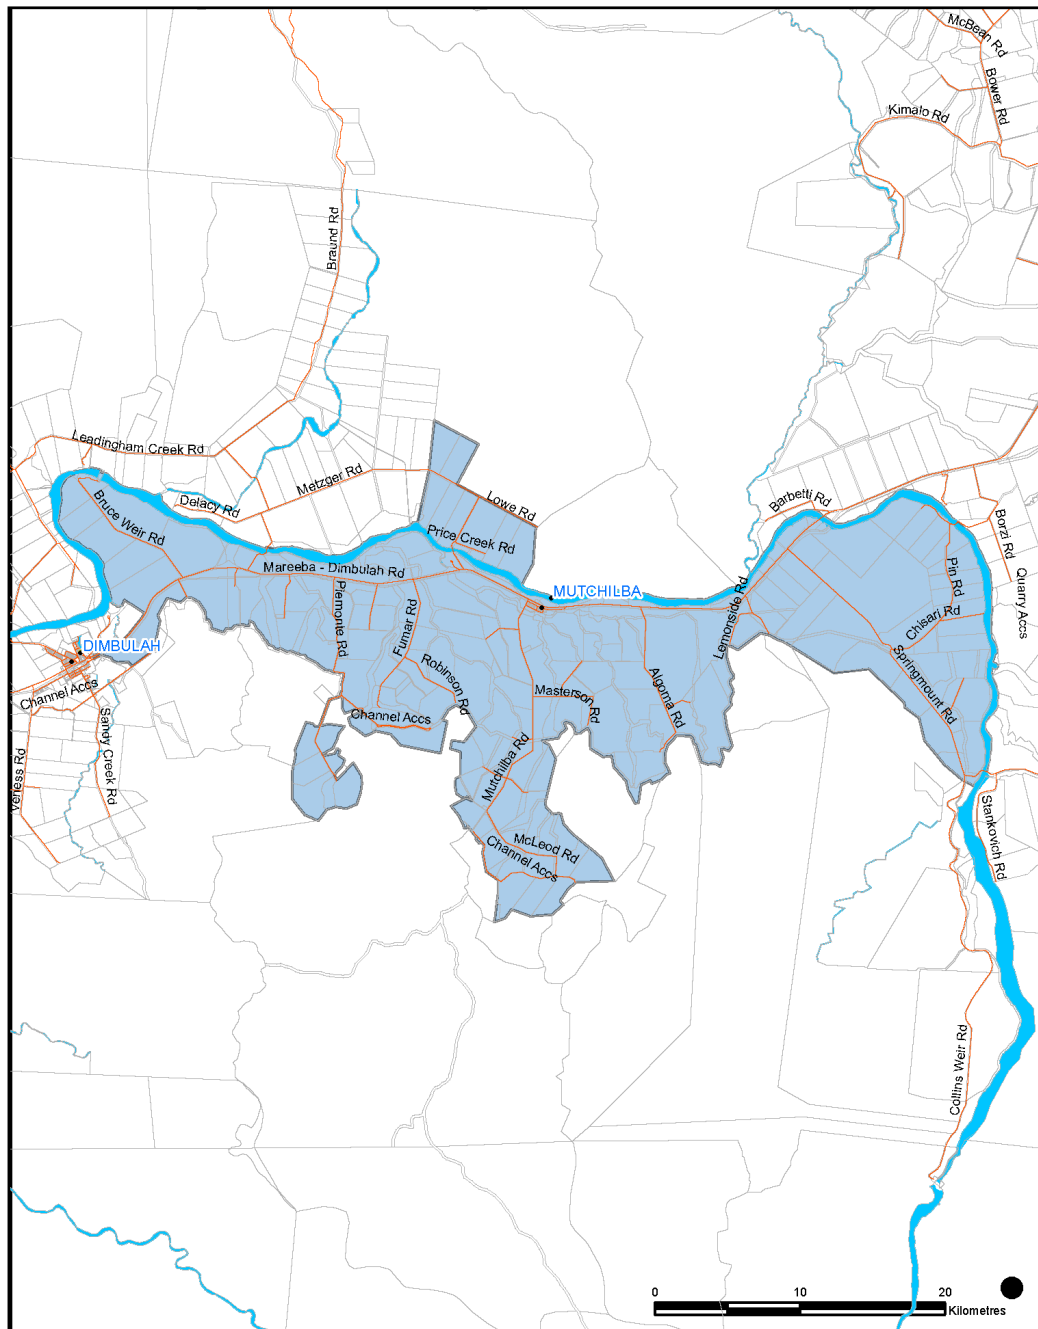 McBean Rd
Bower Rd
Kimalo Rd
Braund Rd
Leadingham Creek Rd
Metzger Rd
Delacy Rd
Lowe Rd
Barbetti Rd
Bruce Weir Rd
Price Creek Rd
Borzi Rd
Mareeba - Dimbulah Rd
Pin Rd
Quarry Accs
MUTCHILBA
Piemonte Rd
Fumar Rd
Lemonside Rd
Chisari Rd
DIMBULAH
Robinson Rd
Algoma Rd
Springmount Rd
Channel Accs
Masterson Rd
Channel Accs
Sandy Creek Rd
Mutchilba Rd
veness Rd
Stankovich Rd
McLeod Rd
Channel Accs
Collins Weir Rd
0 10 20
Kilometres